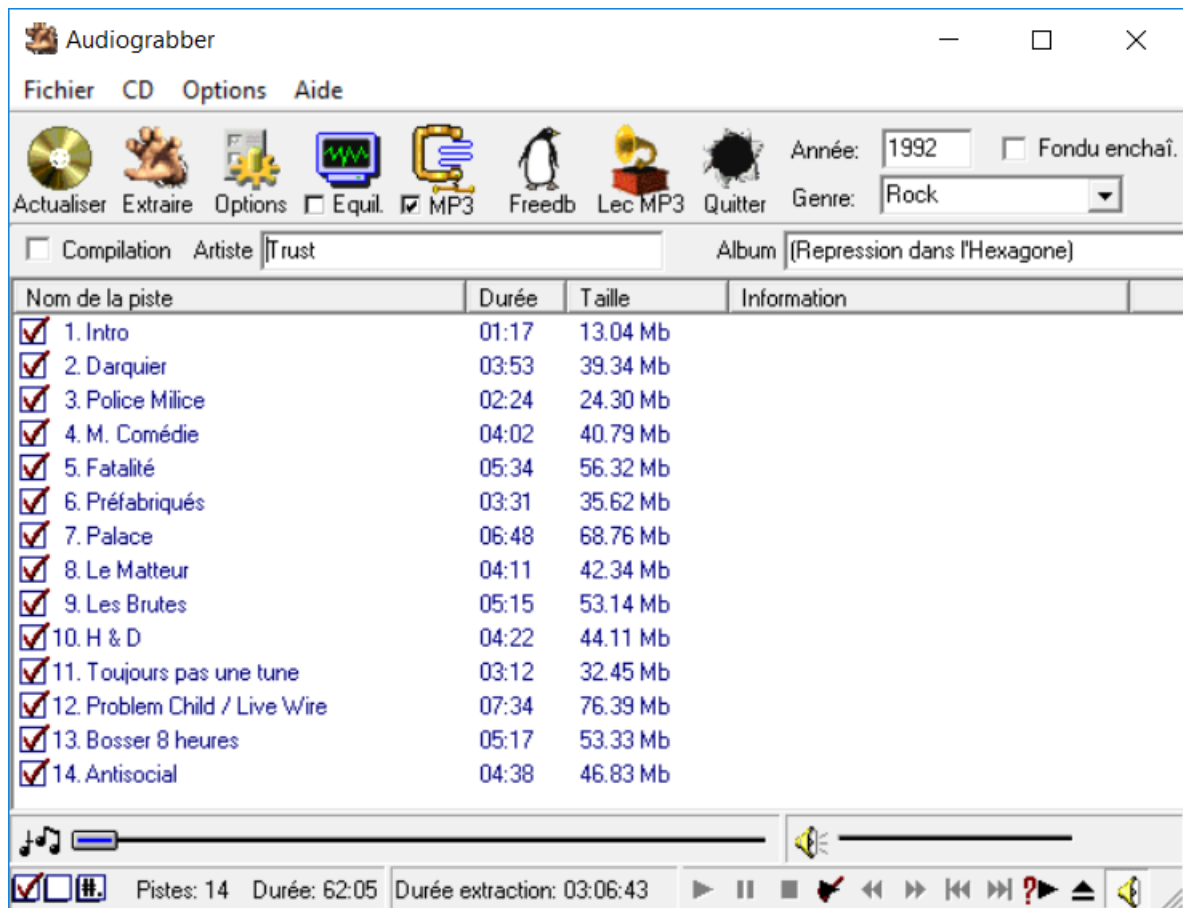 Audiograbber
Fichier CD Options Aide
Actualiser Extraire Options Equil. MP3 Freedb Lec MP3 Quitter
Année: 1992 Fondu enchaî.
Genre: Rock
Compilation Artiste Trust Album (Repression dans l'Hexagone)
Nom de la piste Durée Taille Information
1. Intro 01:17 13.04 Mb
2. Darquier 03:53 39.34 Mb
3. Police Milice 02:24 24.30 Mb
4. M. Comédie 04:02 40.79 Mb
5. Fatalité 05:34 56.32 Mb
6. Préfabriqués 03:31 35.62 Mb
7. Palace 06:48 68.76 Mb
8. Le Matteur 04:11 42.34 Mb
9. Les Brutes 05:15 53.14 Mb
10. H & D 04:22 44.11 Mb
11. Toujours pas une tune 03:12 32.45 Mb
12. Problem Child / Live Wire 07:34 76.39 Mb
13. Bosser 8 heures 05:17 53.33 Mb
14. Antisocial 04:38 46.83 Mb
#. Pistes: 14 Durée: 62:05 Durée extraction: 03:06:43 ?